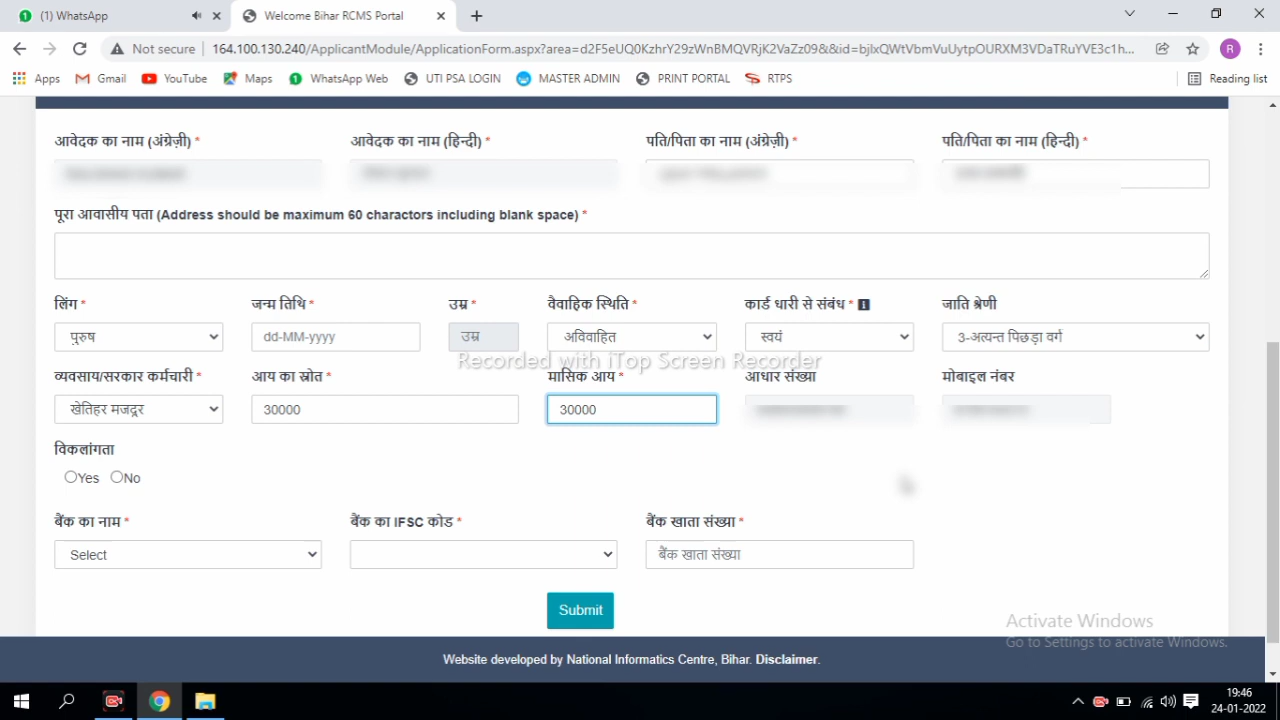 (1) WhatsApp
Welcome Bihar RCMS Portal
Not secure
164.100.130.240/ApplicantModule/ApplicationForm.aspx?area=d2F5eUQ0KzhrY29zWnBMQVRjK2VaZz09&&id=bjlxQWtVbmVuUytpOURXM3VDaTRuYVE3c1h...
R
Apps Gmail YouTube Maps WhatsApp Web UTI PSA LOGIN MASTER ADMIN PRINT PORTAL RTPS Reading list
आवेदक का नाम (अंग्रेज़ी) * आवेदक का नाम (हिन्दी) * पति/पिता का नाम (अंग्रेज़ी) * पति/पिता का नाम (हिन्दी) *
पूरा आवासीय पता (Address should be maximum 60 charactors including blank space) *
लिंग * जन्म तिथि * उम्र * वैवाहिक स्थिति * कार्ड धारी से संबंध * जाति श्रेणी
पुरुष dd-MM-yyyy उम्र अविवाहित स्वयं 3-अत्यन्त पिछड़ा वर्ग
Recorded with iTop Screen Recorder
व्यवसाय/सरकार कर्मचारी * आय का स्रोत * मासिक आय * आधार संख्या मोबाइल नंबर
खेतिहर मजदूर 30000 30000
विकलांगता
Yes No
बैंक का नाम * बैंक का IFSC कोड * बैंक खाता संख्या *
Select बैंक खाता संख्या
Submit
Activate Windows
Go to Settings to activate Windows.
Website developed by National Informatics Centre, Bihar. Disclaimer.
19:46
24-01-2022